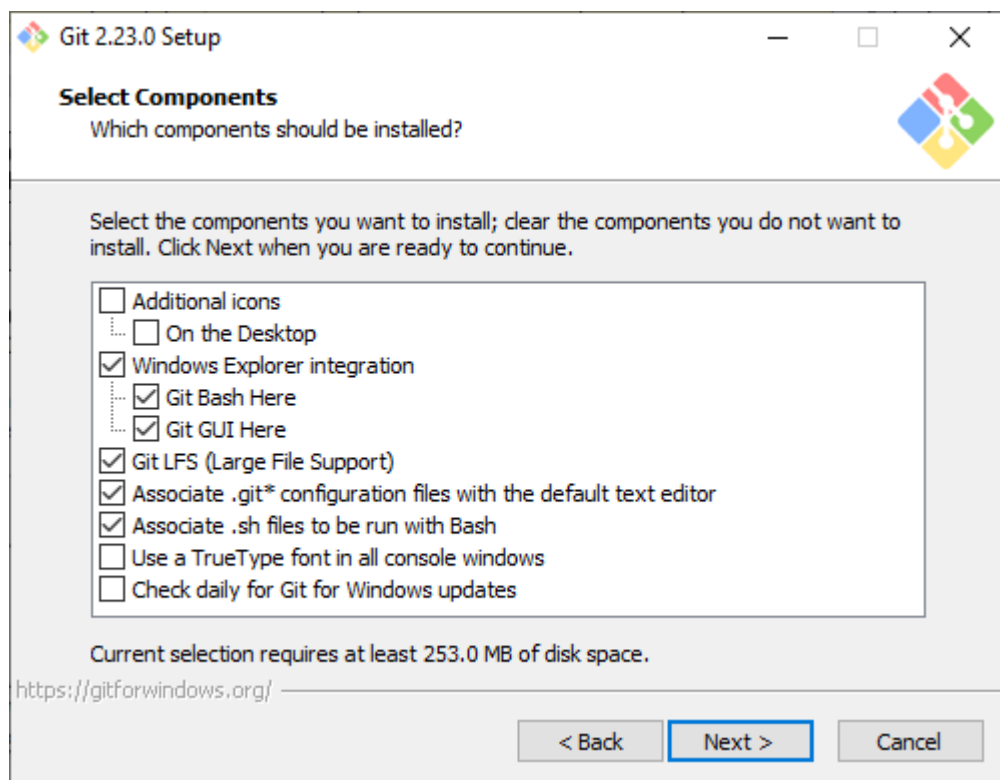 Git 2.23.0 Setup
Select Components
Which components should be installed?
Select the components you want to install; clear the components you do not want to
install. Click Next when you are ready to continue.
Additional icons
On the Desktop
Windows Explorer integration
Git Bash Here
Git GUI Here
Git LFS (Large File Support)
Associate .git* configuration files with the default text editor
Associate .sh files to be run with Bash
Use a TrueType font in all console windows
Check daily for Git for Windows updates
Current selection requires at least 253.0 MB of disk space.
https://gitforwindows.org/
< Back
Next >
Cancel